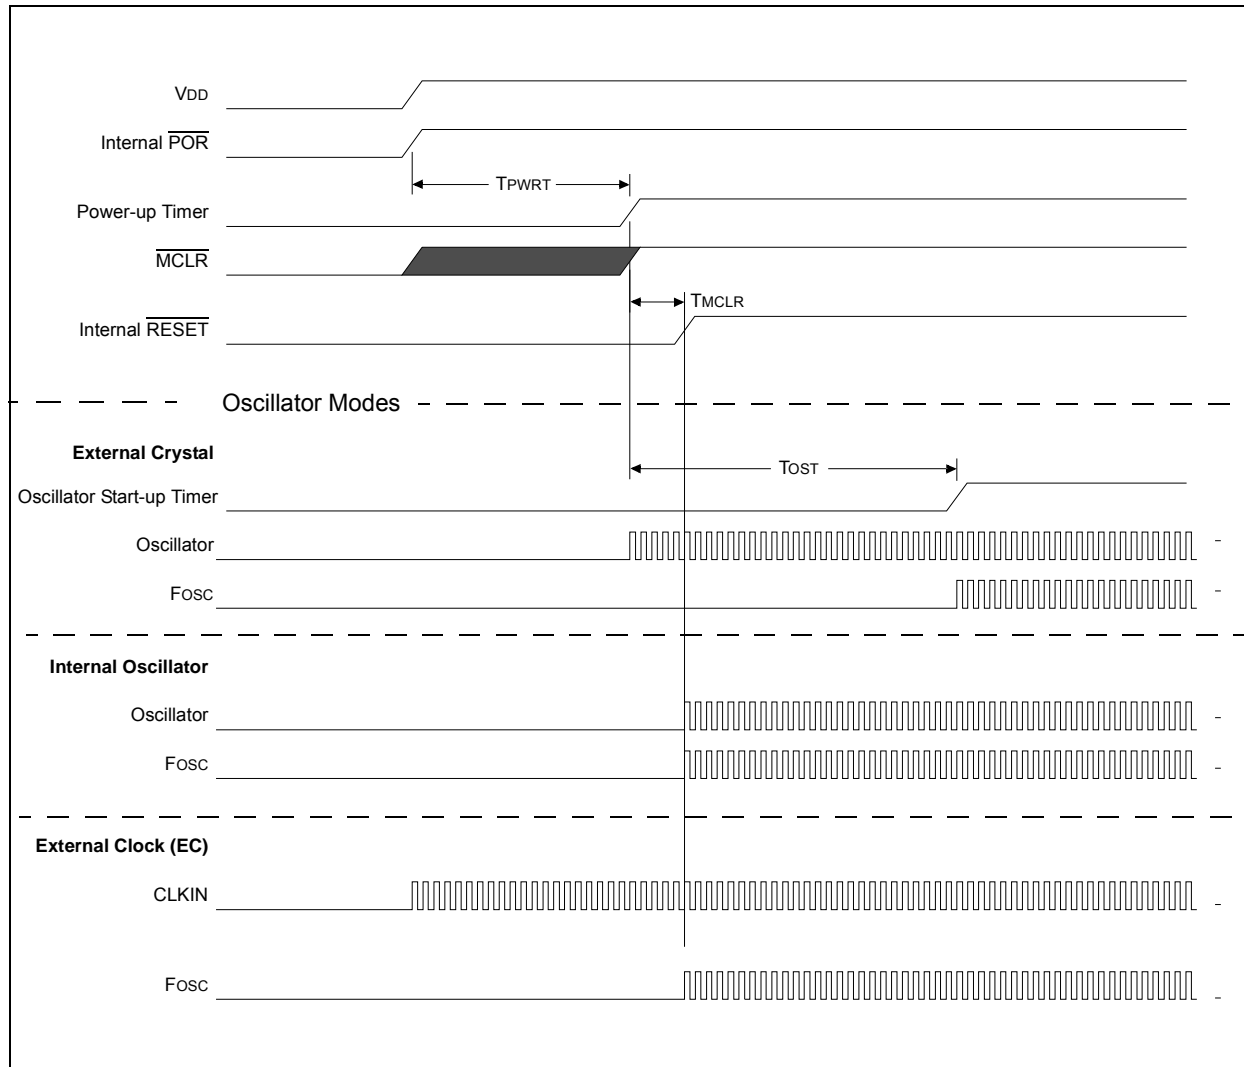 VDD
Internal POR
TPWRT
Power-up Timer
MCLR
TMCLR
Internal RESET
Oscillator Modes
External Crystal
TOST
Oscillator Start-up Timer
Oscillator
FOSC
Internal Oscillator
Oscillator
FOSC
External Clock (EC)
CLKIN
FOSC